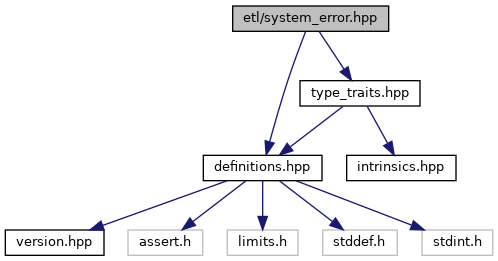 etl/system_error.hpp
type_traits.hpp
definitions.hpp
intrinsics.hpp
version.hpp
assert.h
limits.h
stddef.h
stdint.h